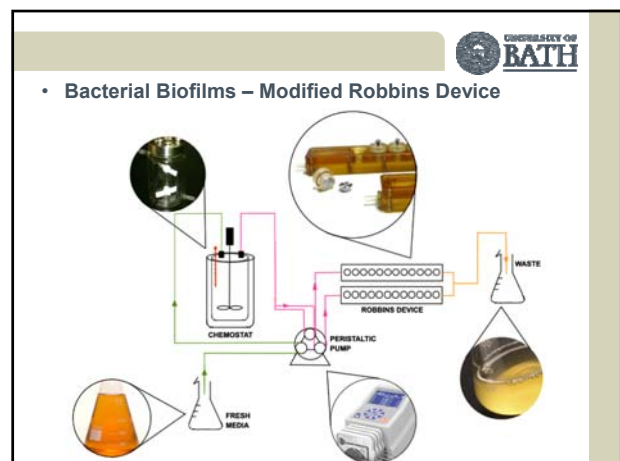 UNIVERSITY OF
BATH
• Bacterial Biofilms – Modified Robbins Device
WASTE
ROBBINS DEVICE
CHEMOSTAT
PERISTALTIC
PUMP
FRESH
MEDIA